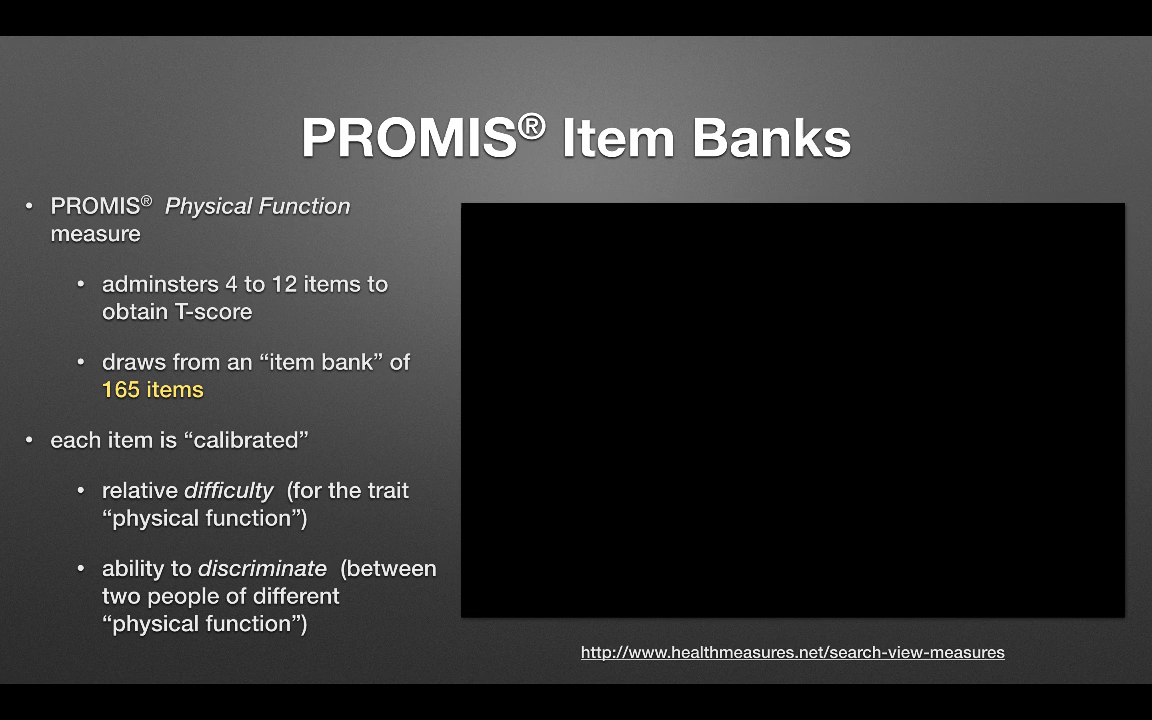 PROMIS® Item Banks
• PROMIS® Physical Function
measure
• adminsters 4 to 12 items to
obtain T-score
• draws from an “item bank” of
165 items
• each item is “calibrated”
• relative difficulty (for the trait
“physical function”)
• ability to discriminate (between
two people of different
“physical function”)
http://www.healthmeasures.net/search-view-measures